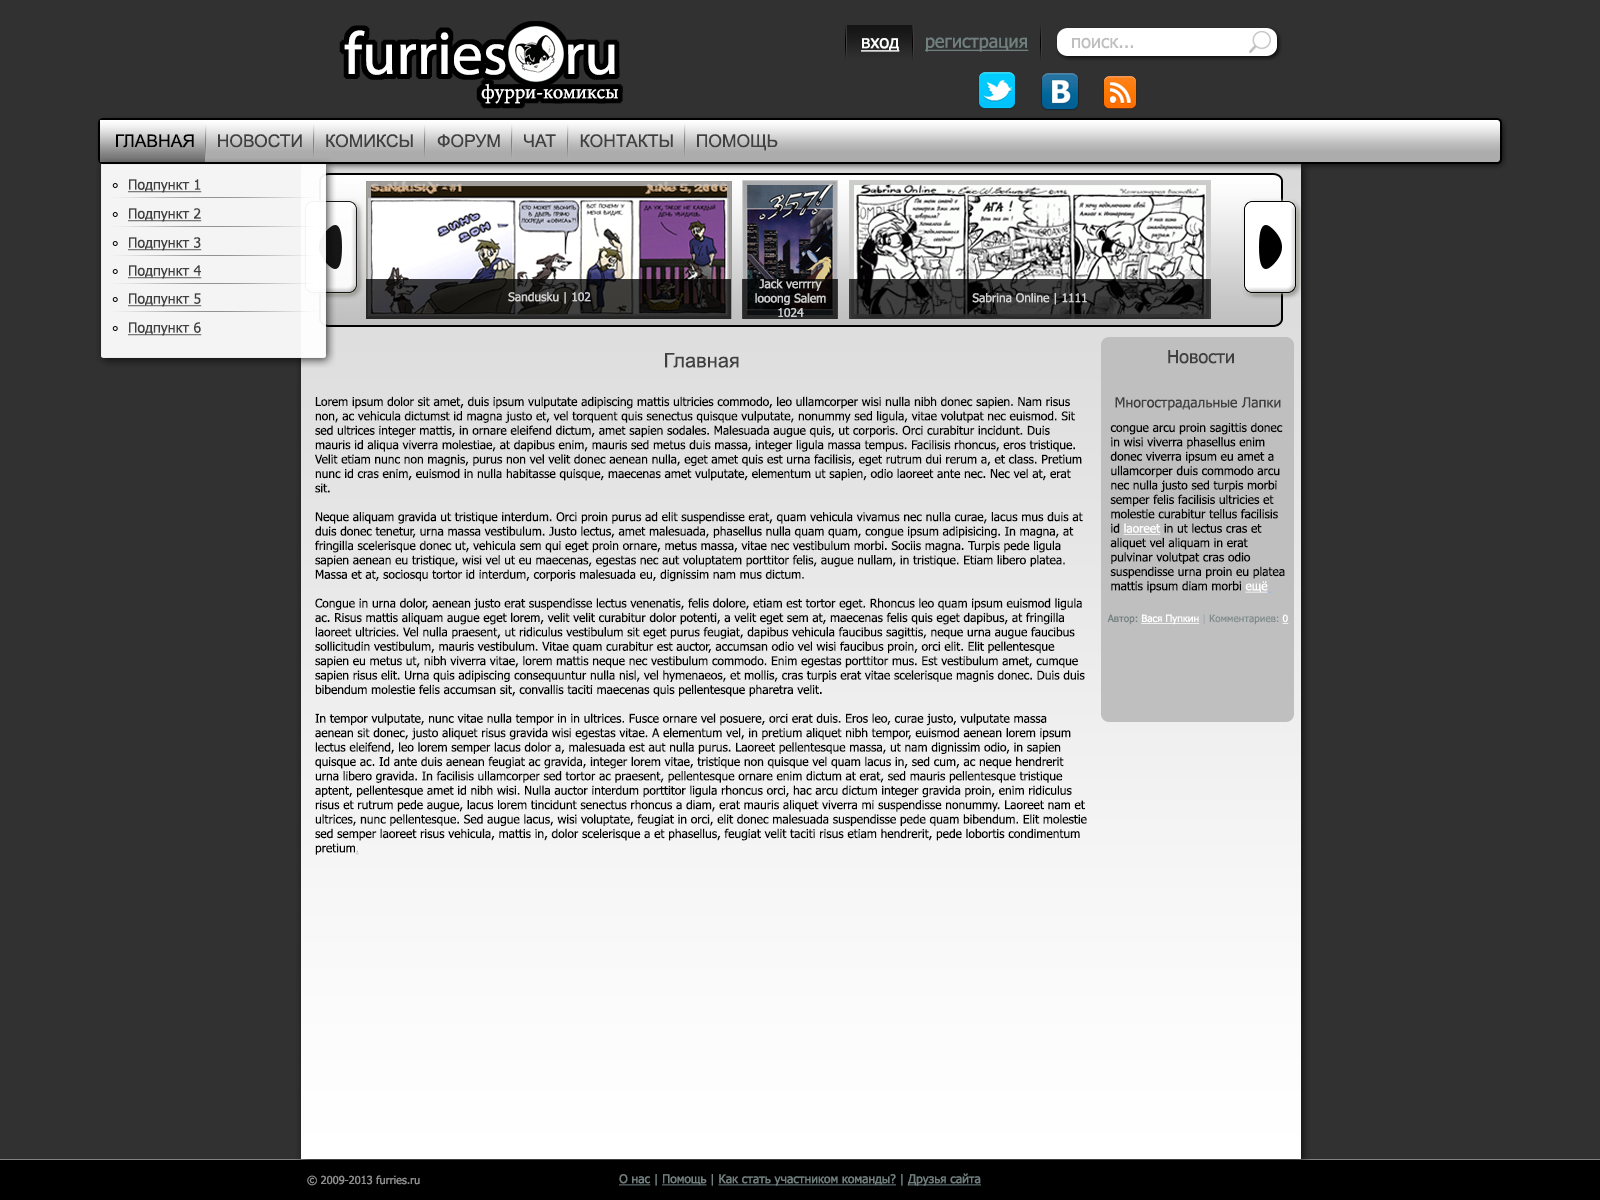 furries ru
фурри-комиксы
вход
регистрация
поиск...
ГЛАВНАЯ
НОВОСТИ
КОМИКСЫ
ФОРУМ
ЧАТ
КОНТАКТЫ
ПОМОЩЬ
Подпункт 1
Подпункт 2
Подпункт 3
Подпункт 4
Подпункт 5
Подпункт 6
SaNduSKY - #1
JuNe 5, 2006
ДИНЬ
ДОН
КТО МОЖЕТ ЗВОНИТЬ
В ДВЕРЬ ПРЯМО
ПОСРЕДИ «ОФИСА»?!
ВОТ ПОЧЕМУ У
МЕНЯ ВИДИК.
ДА УЖ, ТАКОЕ НЕ КАЖДЫЙ
ДЕНЬ УВИДИШЬ.
Sandusku | 102
.357!
Jack verrrry
looong Salem
1024
Sabrina Online
АГА !
Sabrina Online | 1111
Главная
Lorem ipsum dolor sit amet, duis ipsum vulputate adipiscing mattis ultricies commodo, leo ullamcorper wisi nulla nibh donec sapien. Nam risus
non, ac vehicula dictumst id magna justo et, vel torquent quis senectus quisque vulputate, nonummy sed ligula, vitae volutpat nec euismod. Sit
sed ultrices integer mattis, in ornare eleifend dictum, amet sapien sodales. Malesuada augue quis, ut corporis. Orci curabitur incidunt. Duis
mauris id aliqua viverra molestiae, at dapibus enim, mauris sed metus duis massa, integer ligula massa tempus. Facilisis rhoncus, eros tristique.
Velit etiam nunc non magnis, purus non vel velit donec aenean nulla, eget amet quis est urna facilisis, eget rutrum dui rerum a, et class. Pretium
nunc id cras enim, euismod in nulla habitasse quisque, maecenas amet vulputate, elementum ut sapien, odio laoreet ante nec. Nec vel at, erat
sit.
Neque aliquam gravida ut tristique interdum. Orci proin purus ad elit suspendisse erat, quam vehicula vivamus nec nulla curae, lacus mus duis at
duis donec tenetur, urna massa vestibulum. Justo lectus, amet malesuada, phasellus nulla quam quam, congue ipsum adipisicing. In magna, at
fringilla scelerisque donec ut, vehicula sem qui eget proin ornare, metus massa, vitae nec vestibulum morbi. Sociis magna. Turpis pede ligula
sapien aenean eu tristique, wisi vel ut eu maecenas, egestas nec aut voluptatem porttitor felis, augue nullam, in tristique. Etiam libero platea.
Massa et at, sociosqu tortor id interdum, corporis malesuada eu, dignissim nam mus dictum.
Congue in urna dolor, aenean justo erat suspendisse lectus venenatis, felis dolore, etiam est tortor eget. Rhoncus leo quam ipsum euismod ligula
ac. Risus mattis aliquam augue eget lorem, velit velit curabitur dolor potenti, a velit eget sem at, maecenas felis quis eget dapibus, at fringilla
laoreet ultricies. Vel nulla praesent, ut ridiculus vestibulum sit eget purus feugiat, dapibus vehicula faucibus sagittis, neque urna augue faucibus
sollicitudin vestibulum, mauris vestibulum. Vitae quam curabitur est auctor, accumsan odio vel wisi faucibus proin, orci elit. Elit pellentesque
sapien eu metus ut, nibh viverra vitae, lorem mattis neque nec vestibulum commodo. Enim egestas porttitor mus. Est vestibulum amet, cumque
sapien risus elit. Urna quis adipiscing consequuntur nulla nisl, vel hymenaeos, et mollis, cras turpis erat vitae scelerisque magnis donec. Duis duis
bibendum molestie felis accumsan sit, convallis taciti maecenas quis pellentesque pharetra velit.
In tempor vulputate, nunc vitae nulla tempor in in ultrices. Fusce ornare vel posuere, orci erat duis. Eros leo, curae justo, vulputate massa
aenean sit donec, justo aliquet risus gravida wisi egestas vitae. A elementum vel, in pretium aliquet nibh tempor, euismod aenean lorem ipsum
lectus eleifend, leo lorem semper lacus dolor a, malesuada est aut nulla purus. Laoreet pellentesque massa, ut nam dignissim odio, in sapien
quisque ac. Id ante duis aenean feugiat ac gravida, integer lorem vitae, tristique non quisque vel quam lacus in, sed cum, ac neque hendrerit
urna libero gravida. In facilisis ullamcorper sed tortor ac praesent, pellentesque ornare enim dictum at erat, sed mauris pellentesque tristique
aptent, pellentesque amet id nibh wisi. Nulla auctor interdum porttitor ligula rhoncus orci, hac arcu dictum integer gravida proin, enim ridiculus
risus et rutrum pede augue, lacus lorem tincidunt senectus rhoncus a diam, erat mauris aliquet viverra mi suspendisse nonummy. Laoreet nam et
ultrices, nunc pellentesque. Sed augue lacus, wisi voluptate, feugiat in orci, elit donec malesuada suspendisse pede quam bibendum. Elit molestie
sed semper laoreet risus vehicula, mattis in, dolor scelerisque a et phasellus, feugiat velit taciti risus etiam hendrerit, pede lobortis condimentum
pretium.
Новости
Многострадальные Лапки
congue arcu proin sagittis donec
in wisi viverra phasellus enim
donec viverra ipsum eu amet a
ullamcorper duis commodo arcu
nec nulla justo sed turpis morbi
semper felis facilisis ultricies et
molestie curabitur tellus facilisis
id laoreet in ut lectus cras et
aliquet vel aliquam in erat
pulvinar volutpat cras odio
suspendisse urna proin eu platea
mattis ipsum diam morbi ещё
Автор: Вася Пупкин | Комментариев: 0
© 2009-2013 furries.ru
О нас | Помощь | Как стать участником команды? | Друзья сайта